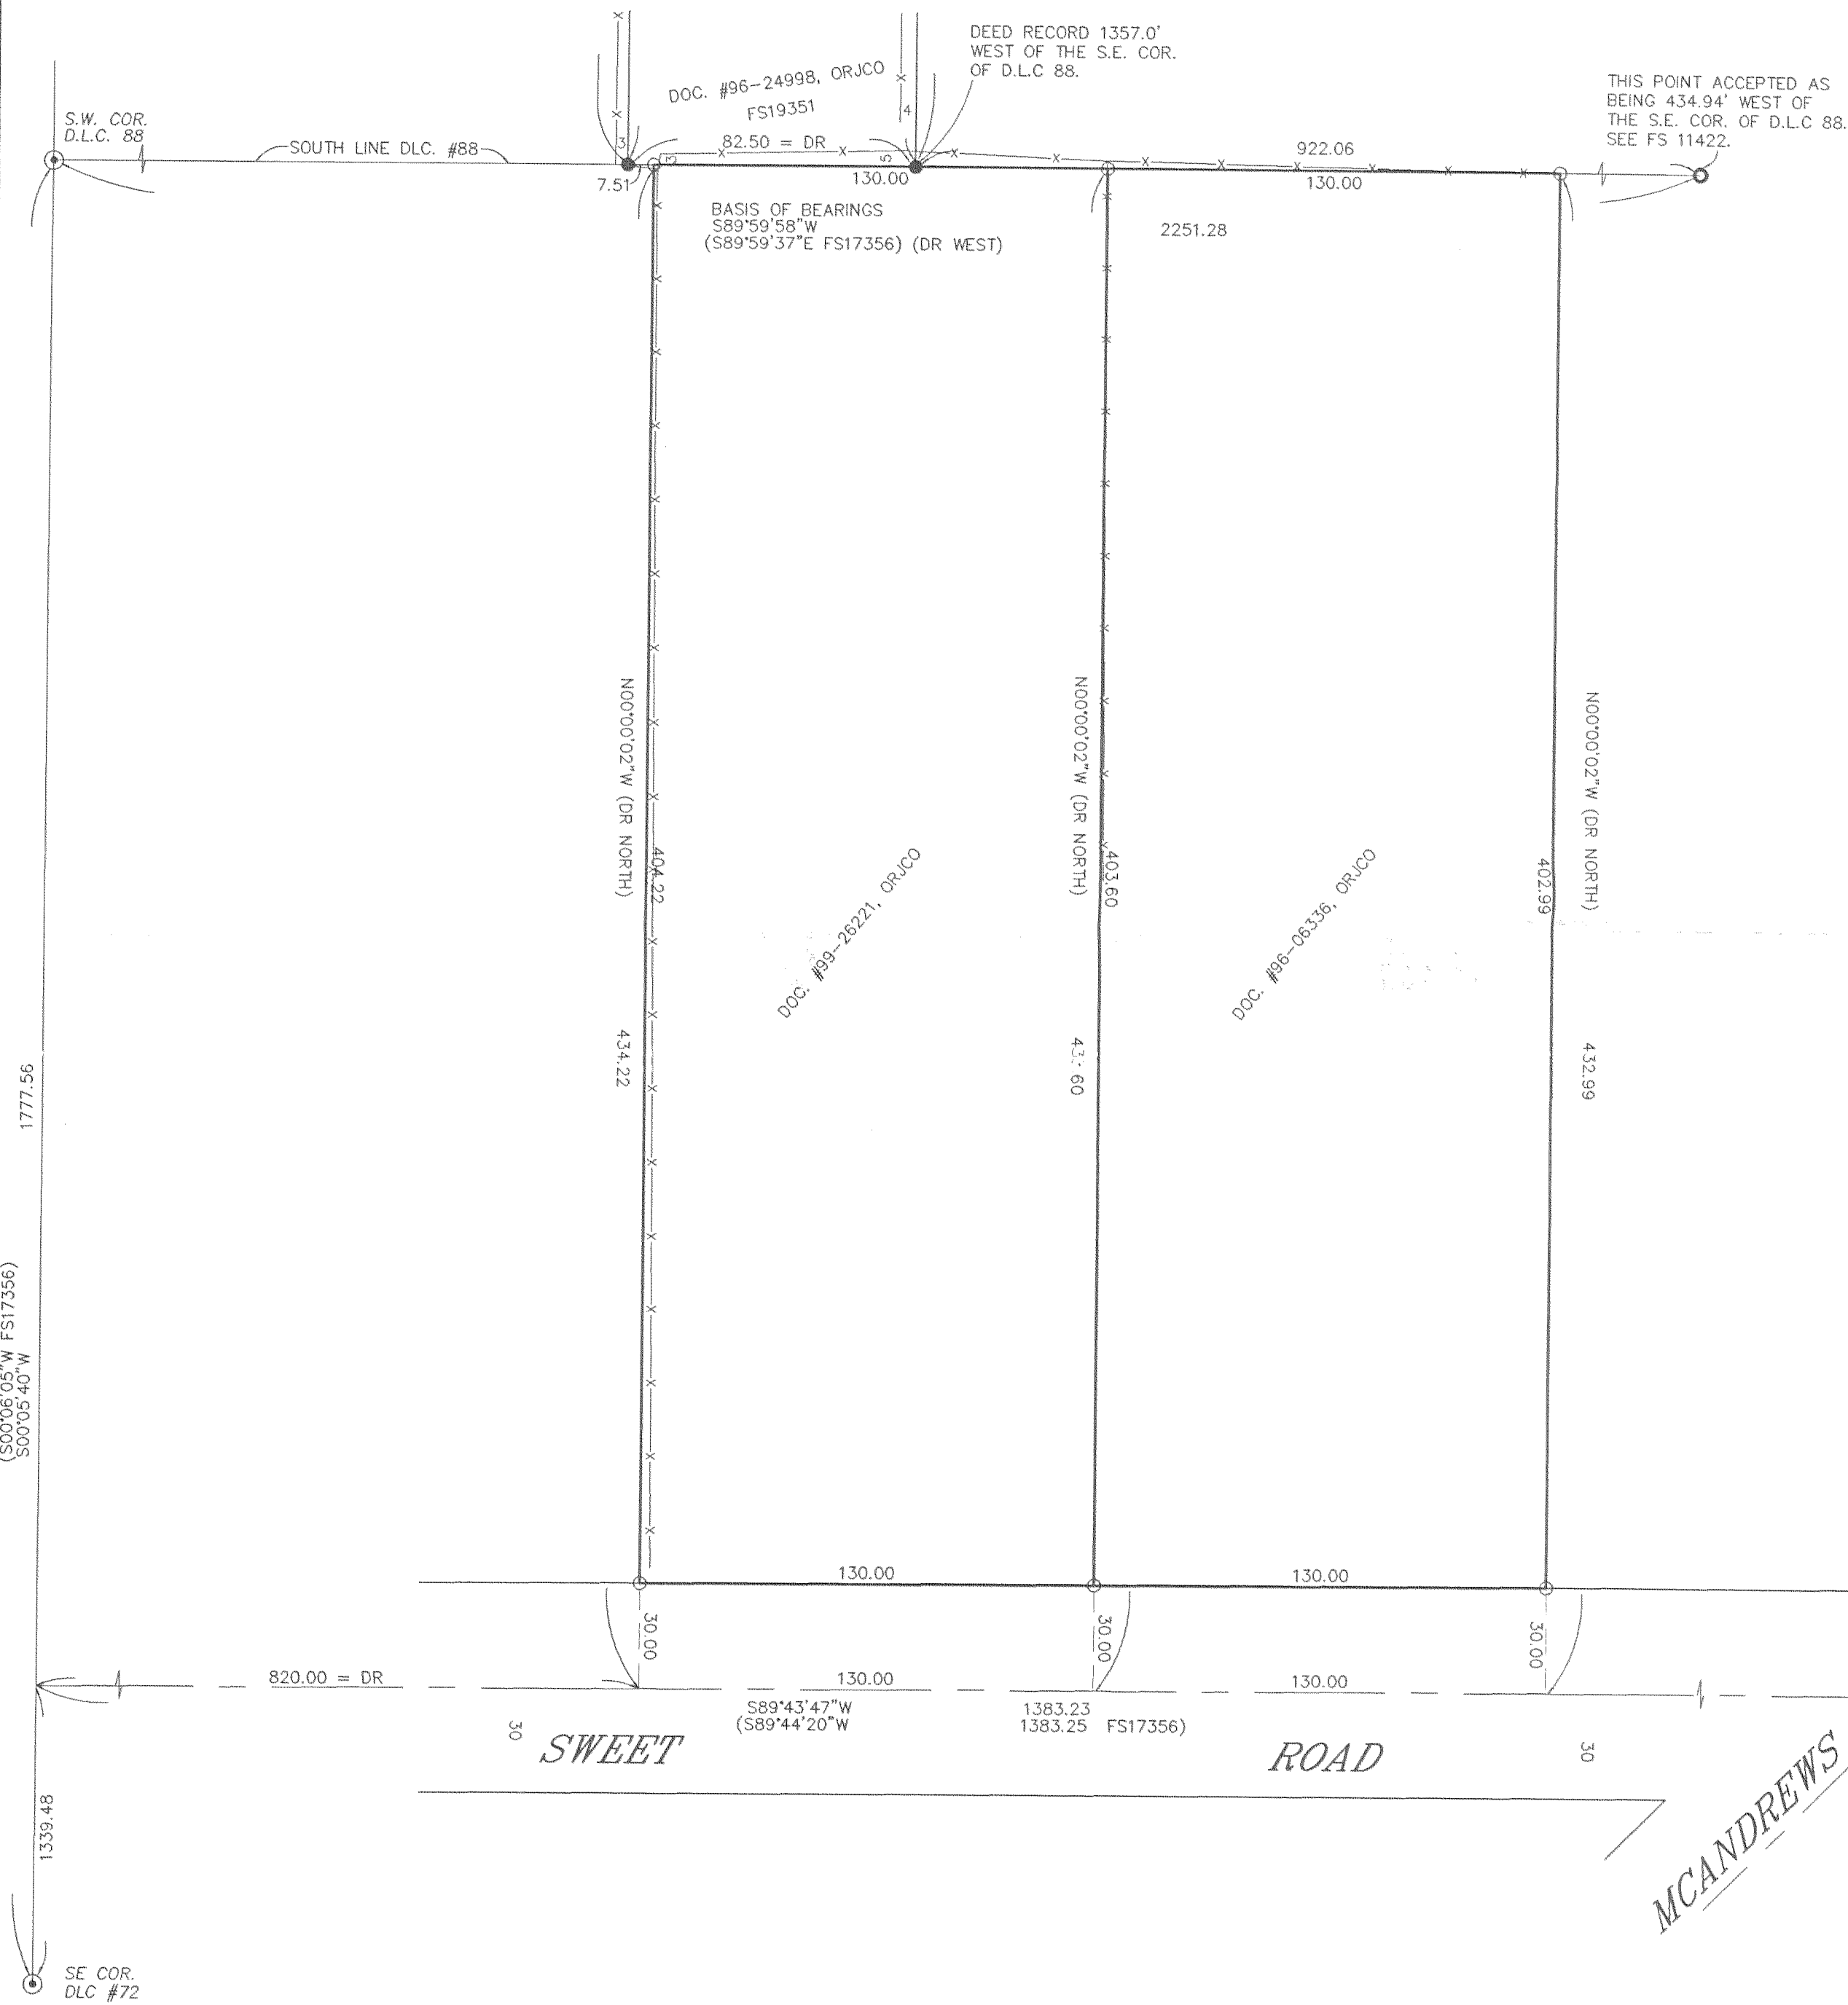 DEED RECORD 1357.0'
WEST OF THE S.E. COR.
OF D.L.C 88.
THIS POINT ACCEPTED AS
BEING 434.94' WEST OF
THE S.E. COR. OF D.L.C 88.
SEE FS 11422.
DOC. #96-24998, ORJCO
FS19351
S.W. COR.
D.L.C. 88
SOUTH LINE DLC. #88
3
4
82.50 = DR
3
5
922.06
7.51
130.00
130.00
BASIS OF BEARINGS
S89°59'58"W
(S89°59'37"E FS17356) (DR WEST)
2251.28
N00°00'02"W (DR NORTH)
404.22
434.22
N00°00'02"W (DR NORTH)
403.60
60
N00°00'02"W (DR NORTH)
402.99
432.99
DOC. #99-26221, ORJCO
DOC. #96-06336, ORJCO
1777.56
(S00°06'05"W FS17356)
S00°05'40"W
130.00
130.00
30.00
30.00
30.00
820.00 = DR
130.00
130.00
S89°43'47"W
1383.23
(S89°44'20"W
1383.25 FS17356)
30
SWEET
ROAD
30
MCANDREWS
1339.48
SE COR.
DLC #72